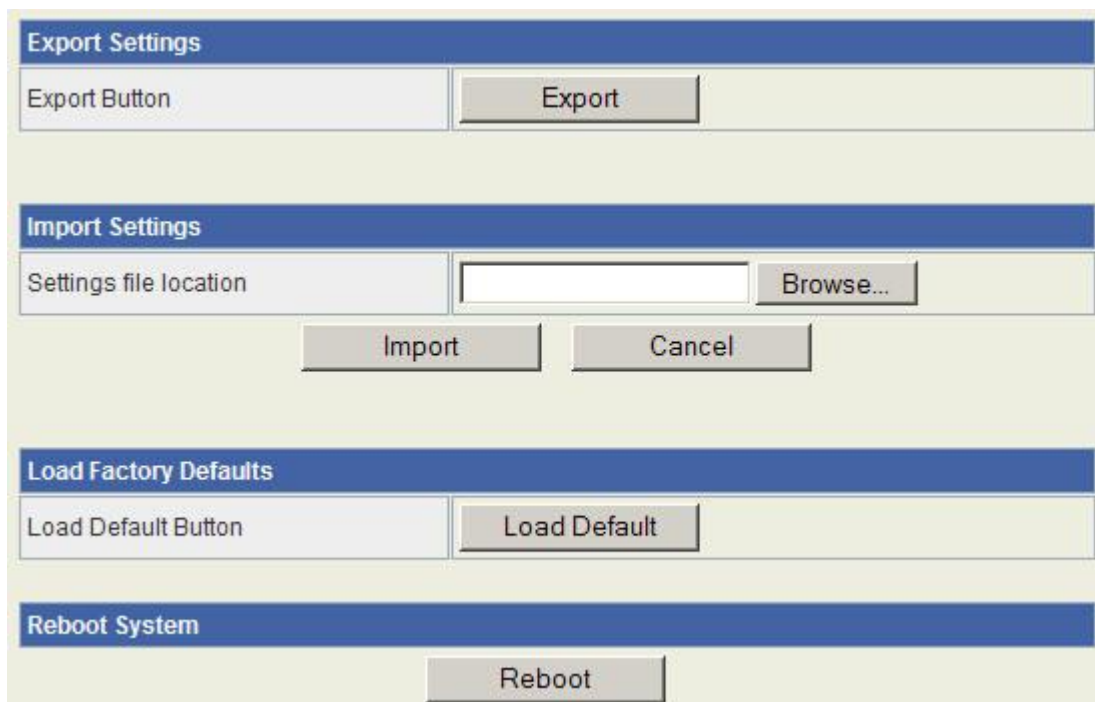 Export Settings
Export Button Export
Import Settings
Settings file location Browse...
Import Cancel
Load Factory Defaults
Load Default Button Load Default
Reboot System
Reboot